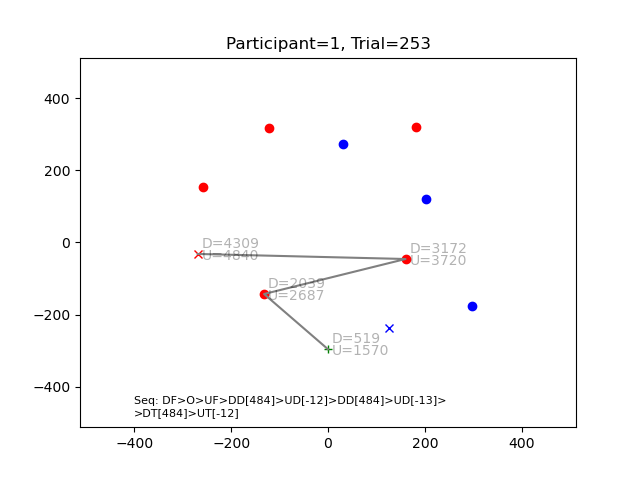 Participant=1, Trial=253
400
200
0
−200
−400
−400
−200
0
200
400
D=4309
U=4840
D=3172
U=3720
D=2039
U=2687
D=519
U=1570
Seq: DF>O>UF>DD[484]>UD[-12]>DD[484]>UD[-13]>
>DT[484]>UT[-12]